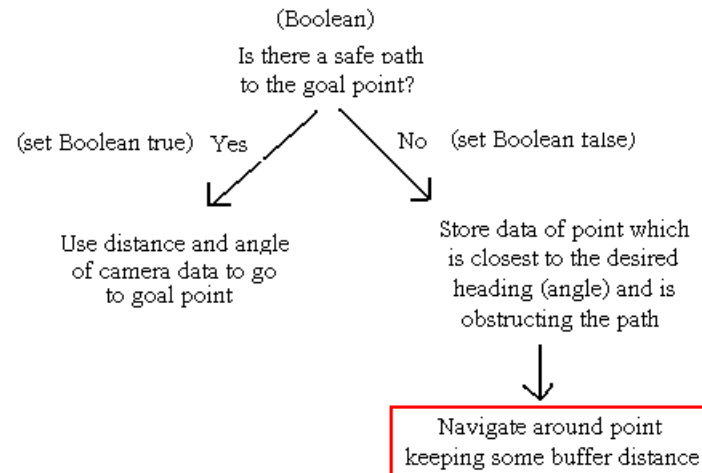 (Boolean)
Is there a safe path
to the goal point?
(set Boolean true) Yes
No (set Boolean false)
Use distance and angle
of camera data to go
to goal point
Store data of point which
is closest to the desired
heading (angle) and is
obstructing the path
Navigate around point
keeping some buffer distance